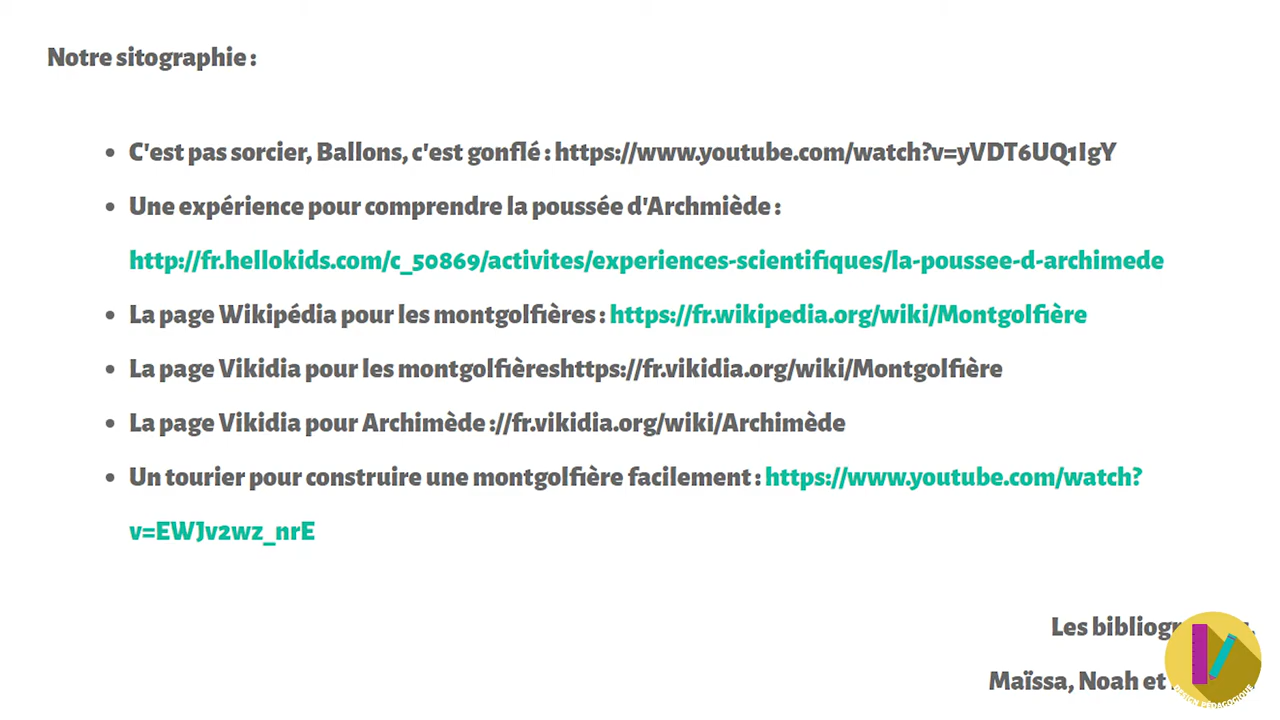 Notre sitographie :
C'est pas sorcier, Ballons, c'est gonflé : https://www.youtube.com/watch?v=yVDT6UQ1IgY
Une expérience pour comprendre la poussée d'Archmiède :
http://fr.hellokids.com/c_50869/activites/experiences-scientifiques/la-poussee-d-archimede
La page Wikipédia pour les montgolfières : https://fr.wikipedia.org/wiki/Montgolfière
La page Vikidia pour les montgolfièreshttps://fr.vikidia.org/wiki/Montgolfière
La page Vikidia pour Archimède ://fr.vikidia.org/wiki/Archimède
Un tourier pour construire une montgolfière facilement : https://www.youtube.com/watch?
v=EWJv2wz_nrE
Les
Maïssa, Noah et
DESIGN PÉDAGOGIQUE